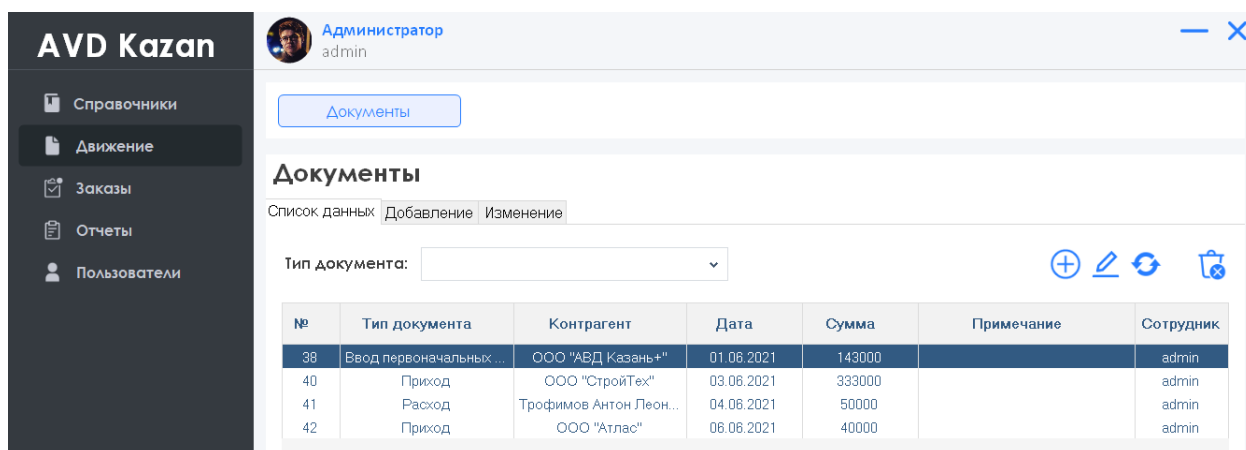 AVD Kazan
Администратор
admin
Справочники
Движение
Заказы
Отчеты
Пользователи
Документы
Документы
Список данных Добавление Изменение
Тип документа:
№ Тип документа Контрагент Дата Сумма Примечание Сотрудник
38 Ввод первоначальных ... ООО "АВД Казань+" 01.06.2021 143000 admin
40 Приход ООО "СтройТех" 03.06.2021 333000 admin
41 Расход Трофимов Антон Леон... 04.06.2021 50000 admin
42 Приход ООО "Атлас" 06.06.2021 40000 admin